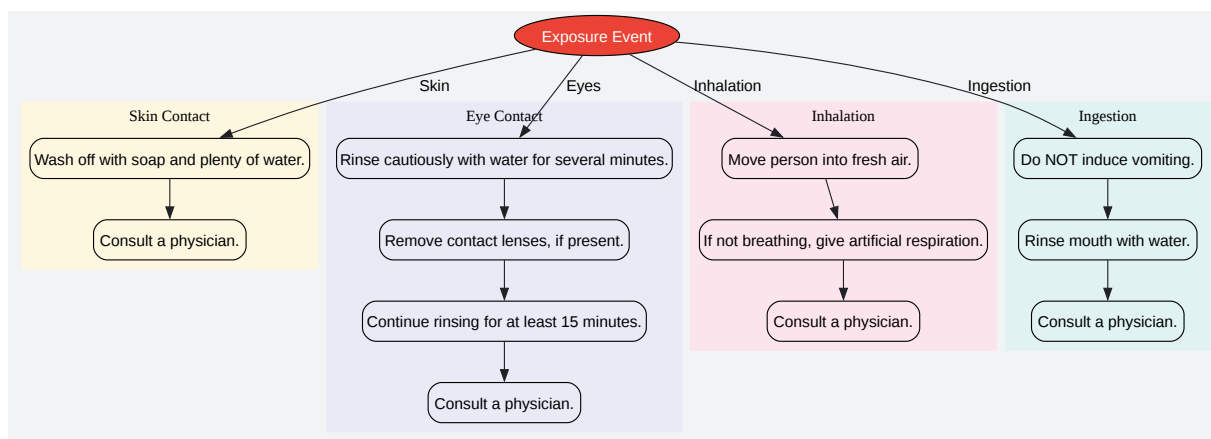 Exposure Event
Skin
Eyes
Inhalation
Ingestion
Skin Contact
Wash off with soap and plenty of water.
Consult a physician.
Eye Contact
Rinse cautiously with water for several minutes.
Remove contact lenses, if present.
Continue rinsing for at least 15 minutes.
Consult a physician.
Inhalation
Move person into fresh air.
If not breathing, give artificial respiration.
Consult a physician.
Ingestion
Do NOT induce vomiting.
Rinse mouth with water.
Consult a physician.